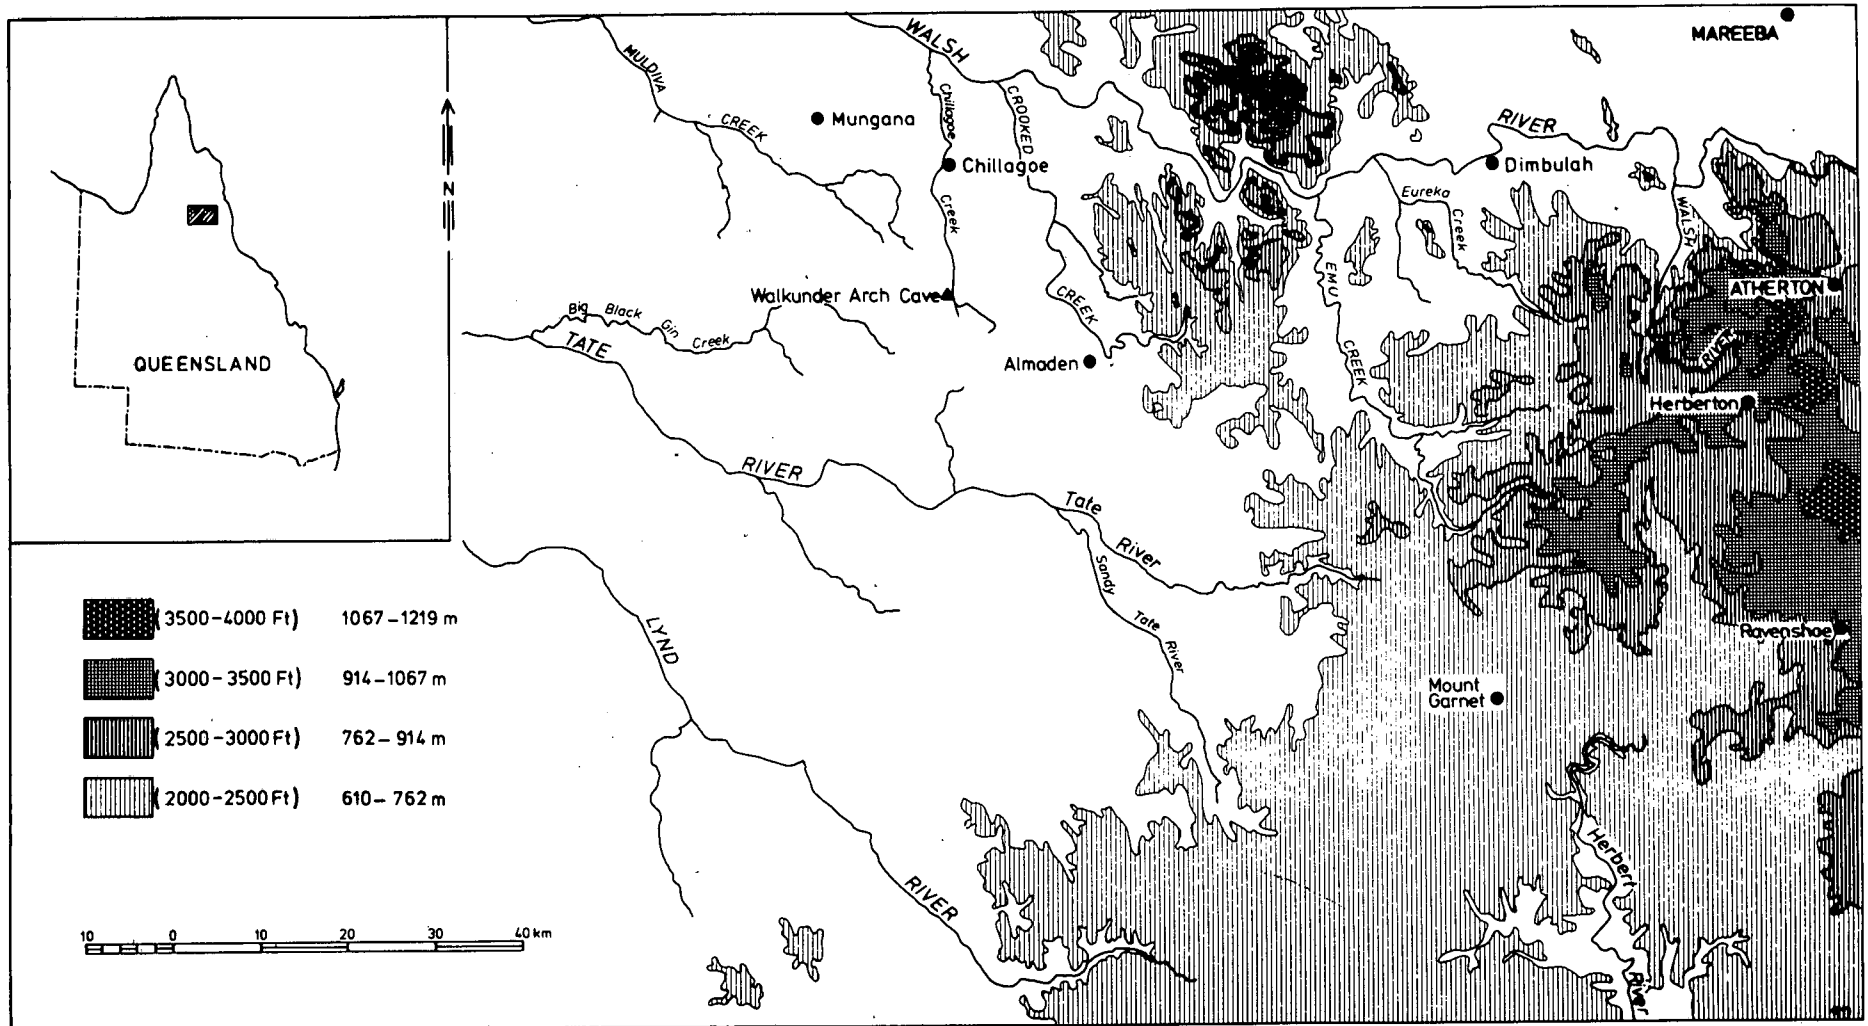 QUEENSLAND
N
(3500-4000 Ft) 1067-1219 m
(3000-3500 Ft) 914-1067 m
(2500-3000 Ft) 762-914 m
(2000-2500 Ft) 610-762 m
10 0 10 20 30 40 km
MULDIVA
CREEK
WALSH
RIVER
WALSH
RIVER
MAREEBA
Mungana
Chillagoe
Creek
Chillagoe
CROOKED
CREEK
Dimbulah
Eureka
Creek
EMU
CREEK
Walkunder Arch Cave
Big Black Gin Creek
TATE
RIVER
Almaden
ATHERTON
Herberton
Tate
River
Sandy
Tate
River
LYND
RIVER
Ravenshoe
Mount
Garnet
Herbert
River